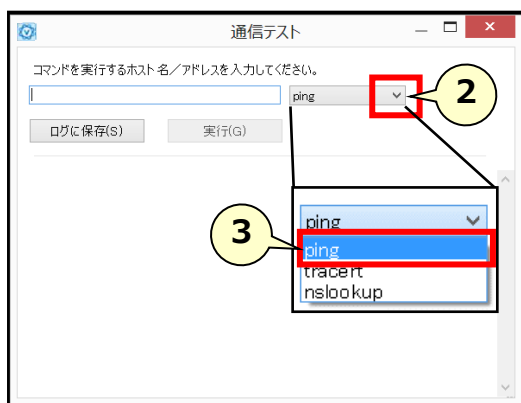 通信テスト
コマンドを実行するホスト名／アドレスを入力してください。
ping
2
ログに保存(S)
実行(G)
ping
3
ping
tracert
nslookup